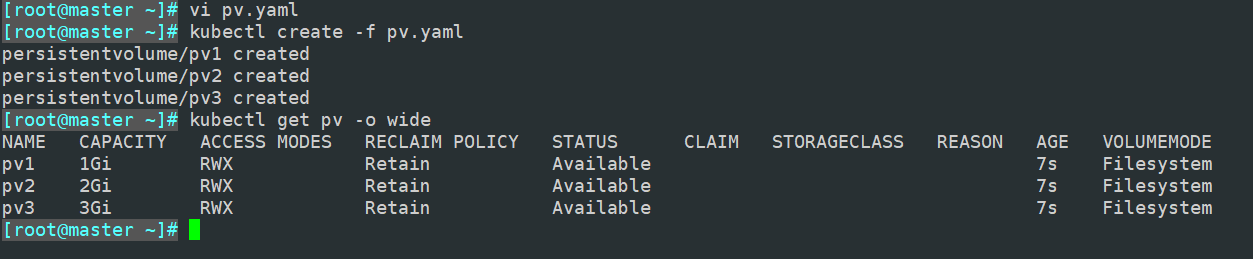 [root@master ~]# vi pv.yaml
[root@master ~]# kubectl create -f pv.yaml
persistentvolume/pv1 created
persistentvolume/pv2 created
persistentvolume/pv3 created
[root@master ~]# kubectl get pv -o wide
NAME   CAPACITY   ACCESS MODES   RECLAIM POLICY   STATUS      CLAIM   STORAGECLASS   REASON   AGE   VOLUMEMODE
pv1    1Gi        RWX            Retain           Available                                   7s    Filesystem
pv2    2Gi        RWX            Retain           Available                                   7s    Filesystem
pv3    3Gi        RWX            Retain           Available                                   7s    Filesystem
[root@master ~]#